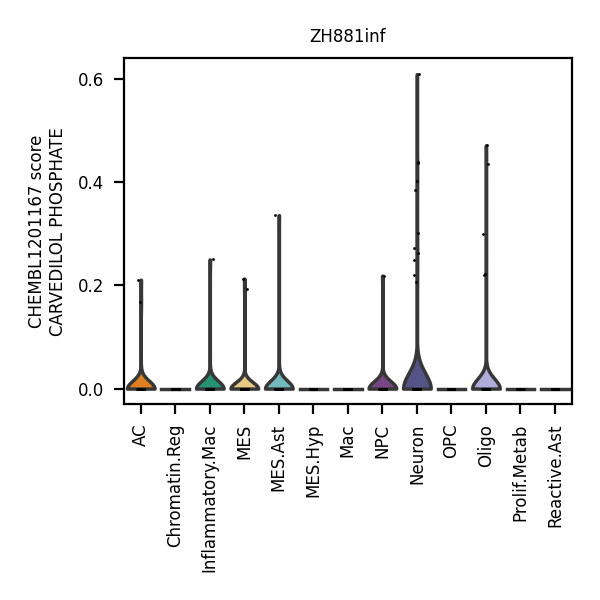 ZH881inf
CHEMBL1201167 score
CARVEDILOL PHOSPHATE
0.6
0.4
0.2
0.0
AC
Chromatin.Reg
Inflammatory.Mac
MES
MES.Ast
MES.Hyp
Mac
NPC
Neuron
OPC
Oligo
Prolif.Metab
Reactive.Ast